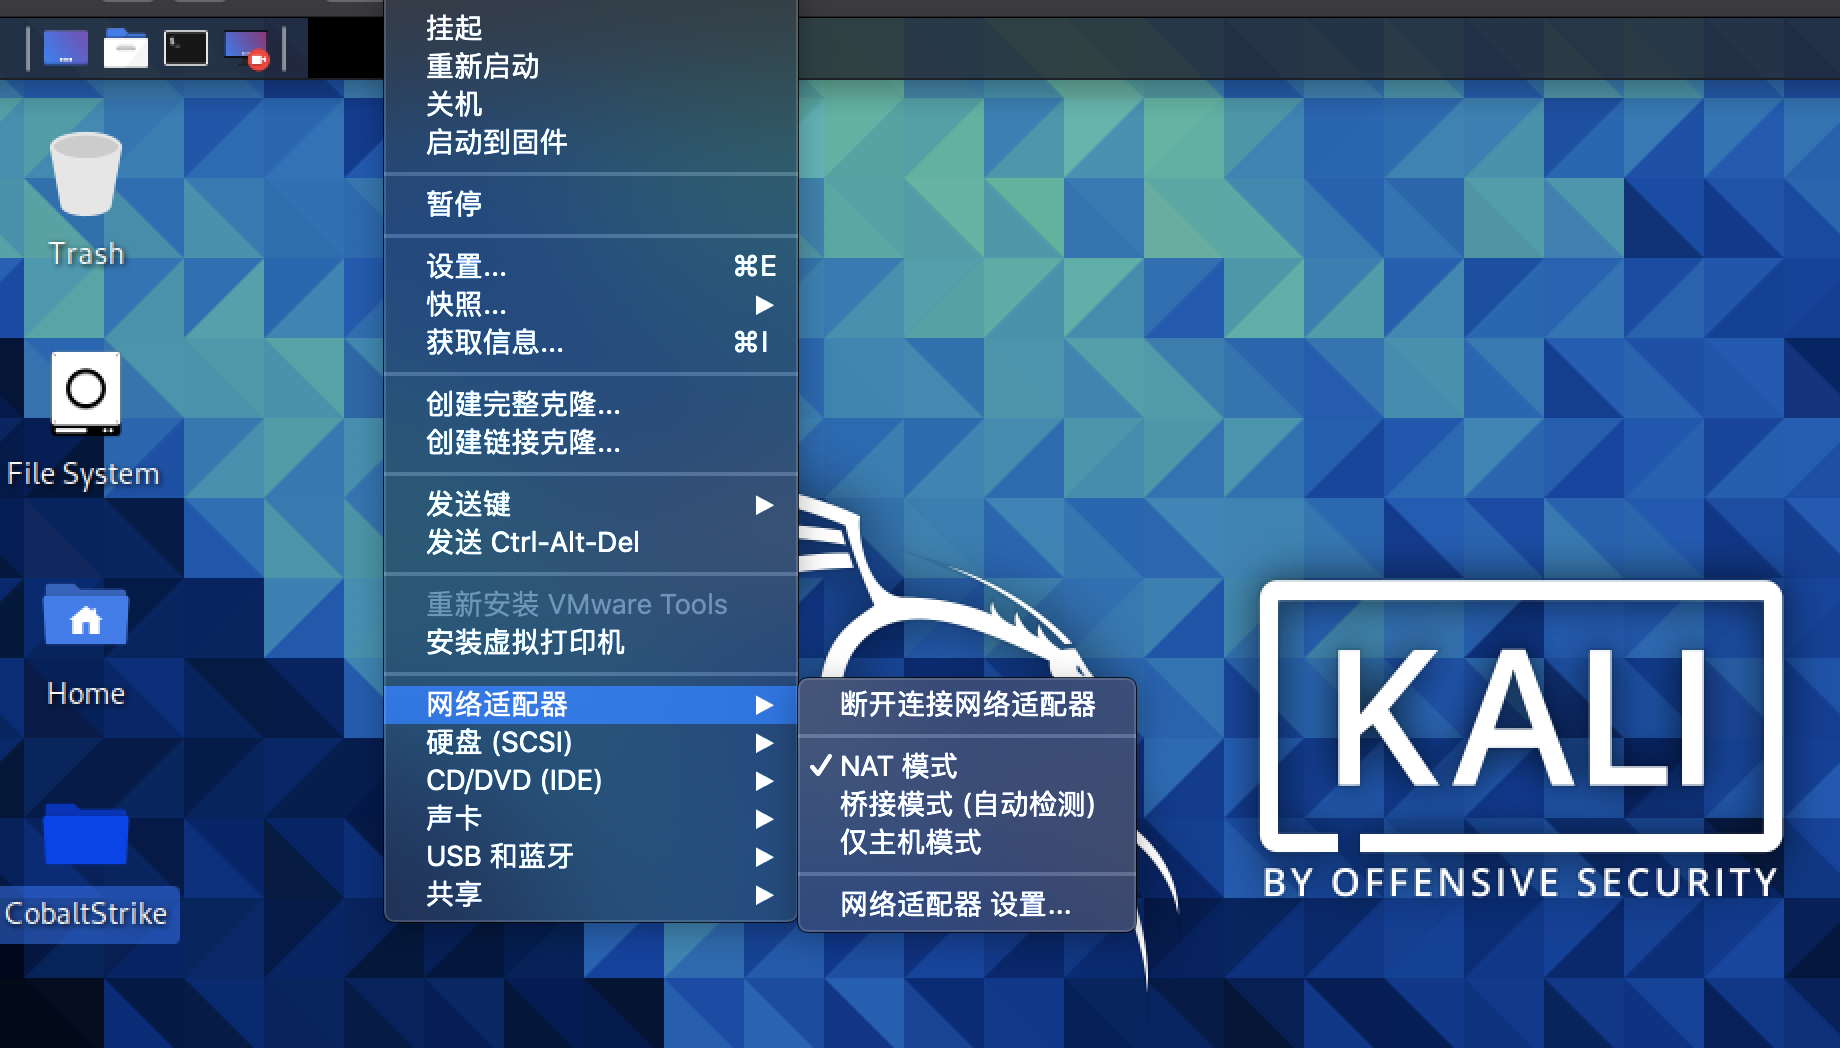 挂起
重新启动
关机
启动到固件
暂停
设置... ⌘E
快照...
获取信息... ⌘I
创建完整克隆...
创建链接克隆...
发送键
发送 Ctrl-Alt-Del
重新安装 VMware Tools
安装虚拟打印机
网络适配器
硬盘 (SCSI)
CD/DVD (IDE)
声卡
USB 和蓝牙
共享
断开连接网络适配器
✓ NAT 模式
桥接模式 (自动检测)
仅主机模式
网络适配器 设置...
Trash
File System
Home
CobaltStrike
KALI
BY OFFENSIVE SECURITY